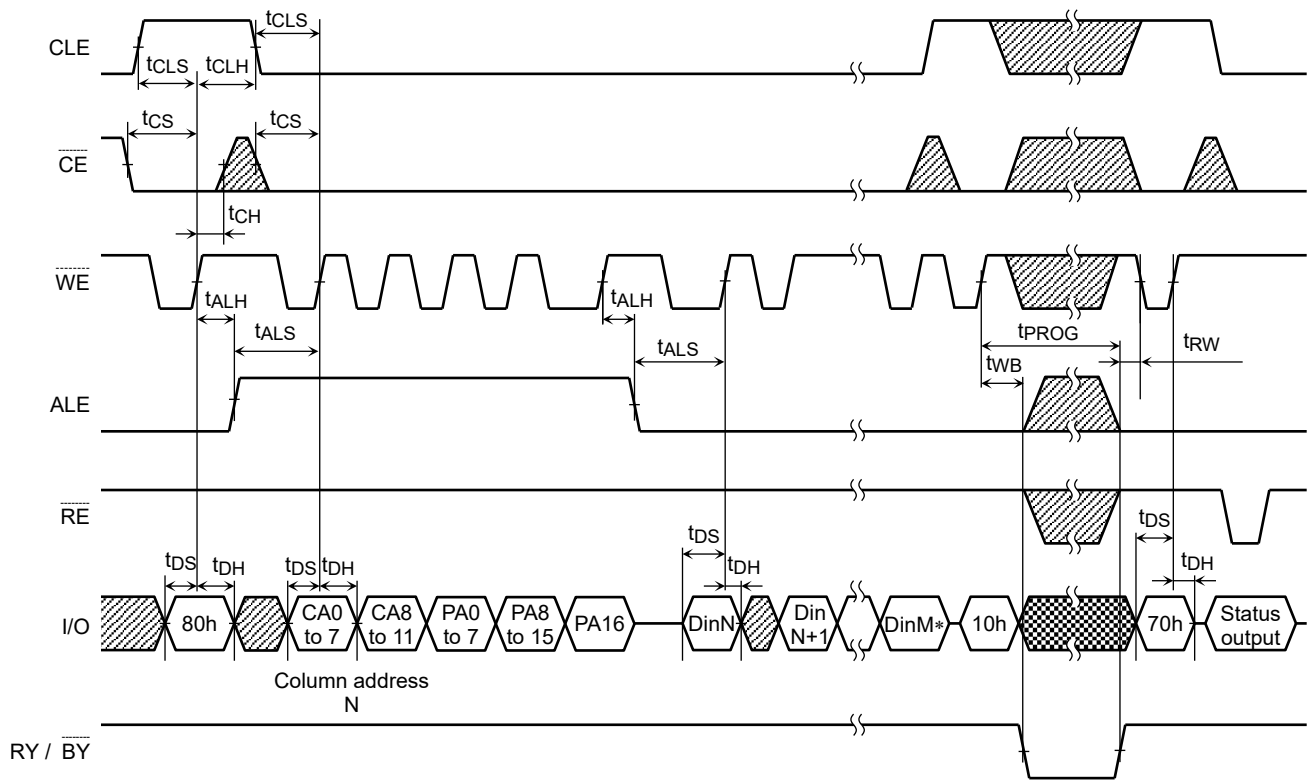 CLE
tCLS
tCLS
tCLH
CE
tCS
tCS
tCH
WE
tALH
tALS
tALH
tALS
tPROG
tWB
tRW
ALE
RE
I/O
tDS
tDH
tDS
tDH
tDS
tDH
tDS
tDH
80h
CA0
to 7
CA8
to 11
PA0
to 7
PA8
to 15
PA16
DinN
Din
N+1
DinM*
10h
70h
Status
output
Column address
N
RY / BY